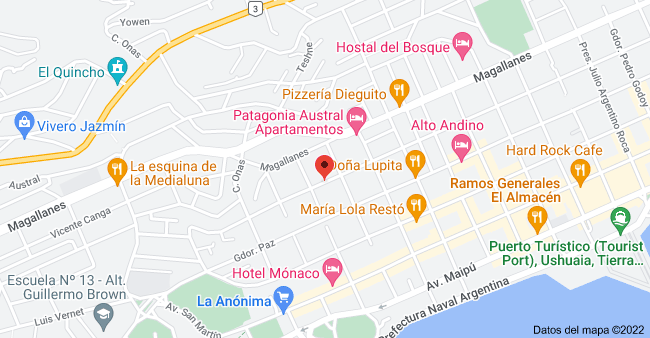 Yowen
C. Onas
3
Teshne
Hostal del Bosque
Magallanes
Gdor. Pedro Godoy
Pres. Julio Argentino Roca
El Quincho
Pizzería Dieguito
Vivero Jazmín
Patagonia Austral
Apartamentos
Alto Andino
Magallanes
Doña Lupita
Hard Rock Cafe
La esquina de
la Medialuna
C. Onas
Austral
Magallanes
Vicente Canga
Ramos Generales
El Almacén
María Lola Restó
Gdor. Paz
Puerto Turístico (Tourist
Port), Ushuaia, Tierra...
Hotel Mónaco
Escuela Nº 13 - Alt.
Guillermo Brown
La Anónima
Av. Maipú
Prefectura Naval Argentina
Luis Vernet
Av. San Martín
Datos del mapa ©2022